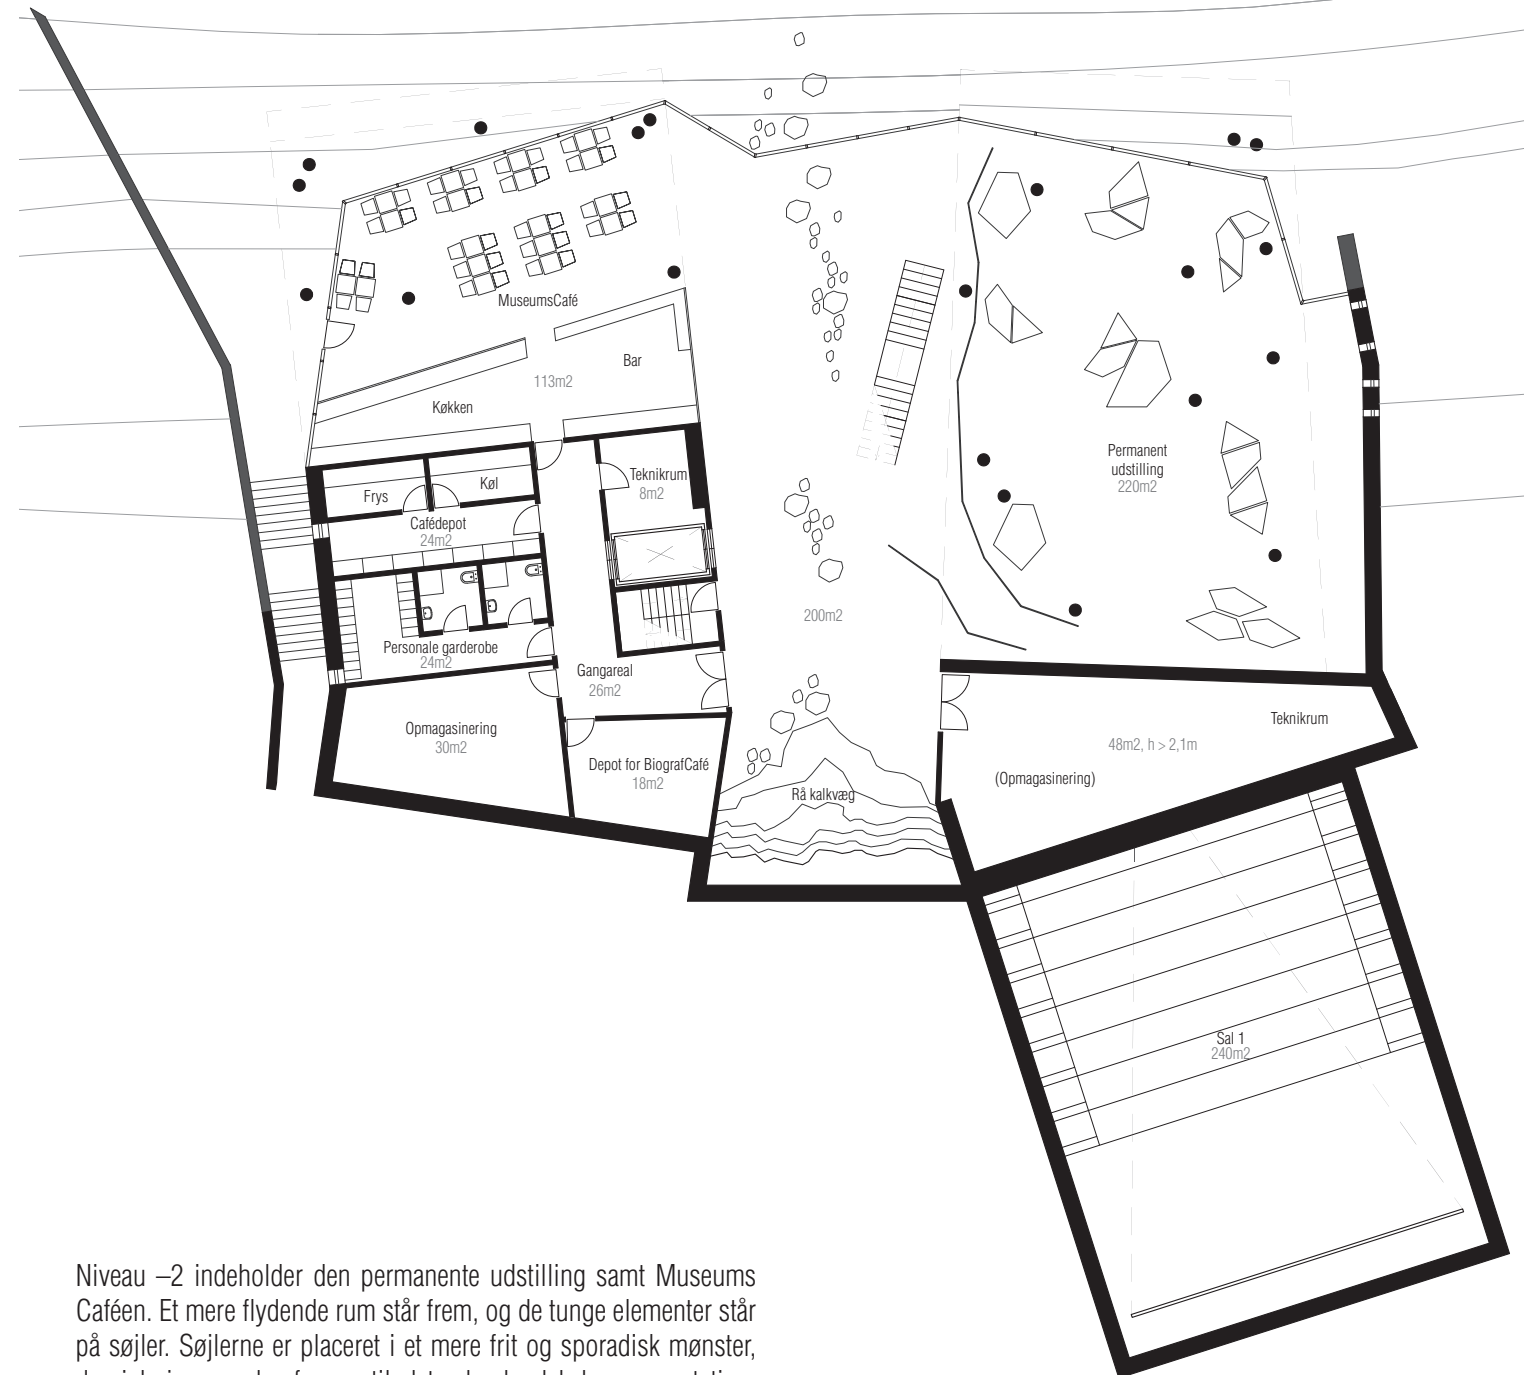 MuseumsCafé
Bar
113m2
Køkken
Teknikrum
8m2
Køl
Frys
Cafédepot
24m2
Personale garderobe
24m2
Gangareal
26m2
Opmagasinering
30m2
Depot for BiografCafé
18m2
200m2
Rå kalkvæg
Permanent
udstilling
220m2
Teknikrum
48m2, h > 2,1m
(Opmagasinering)
Sal 1
240m2
Niveau –2 indeholder den permanente udstilling samt Museums
Caféen. Et mere flydende rum står frem, og de tunge elementer står
på søjler. Søjlerne er placeret i et mere frit og sporadisk mønster,